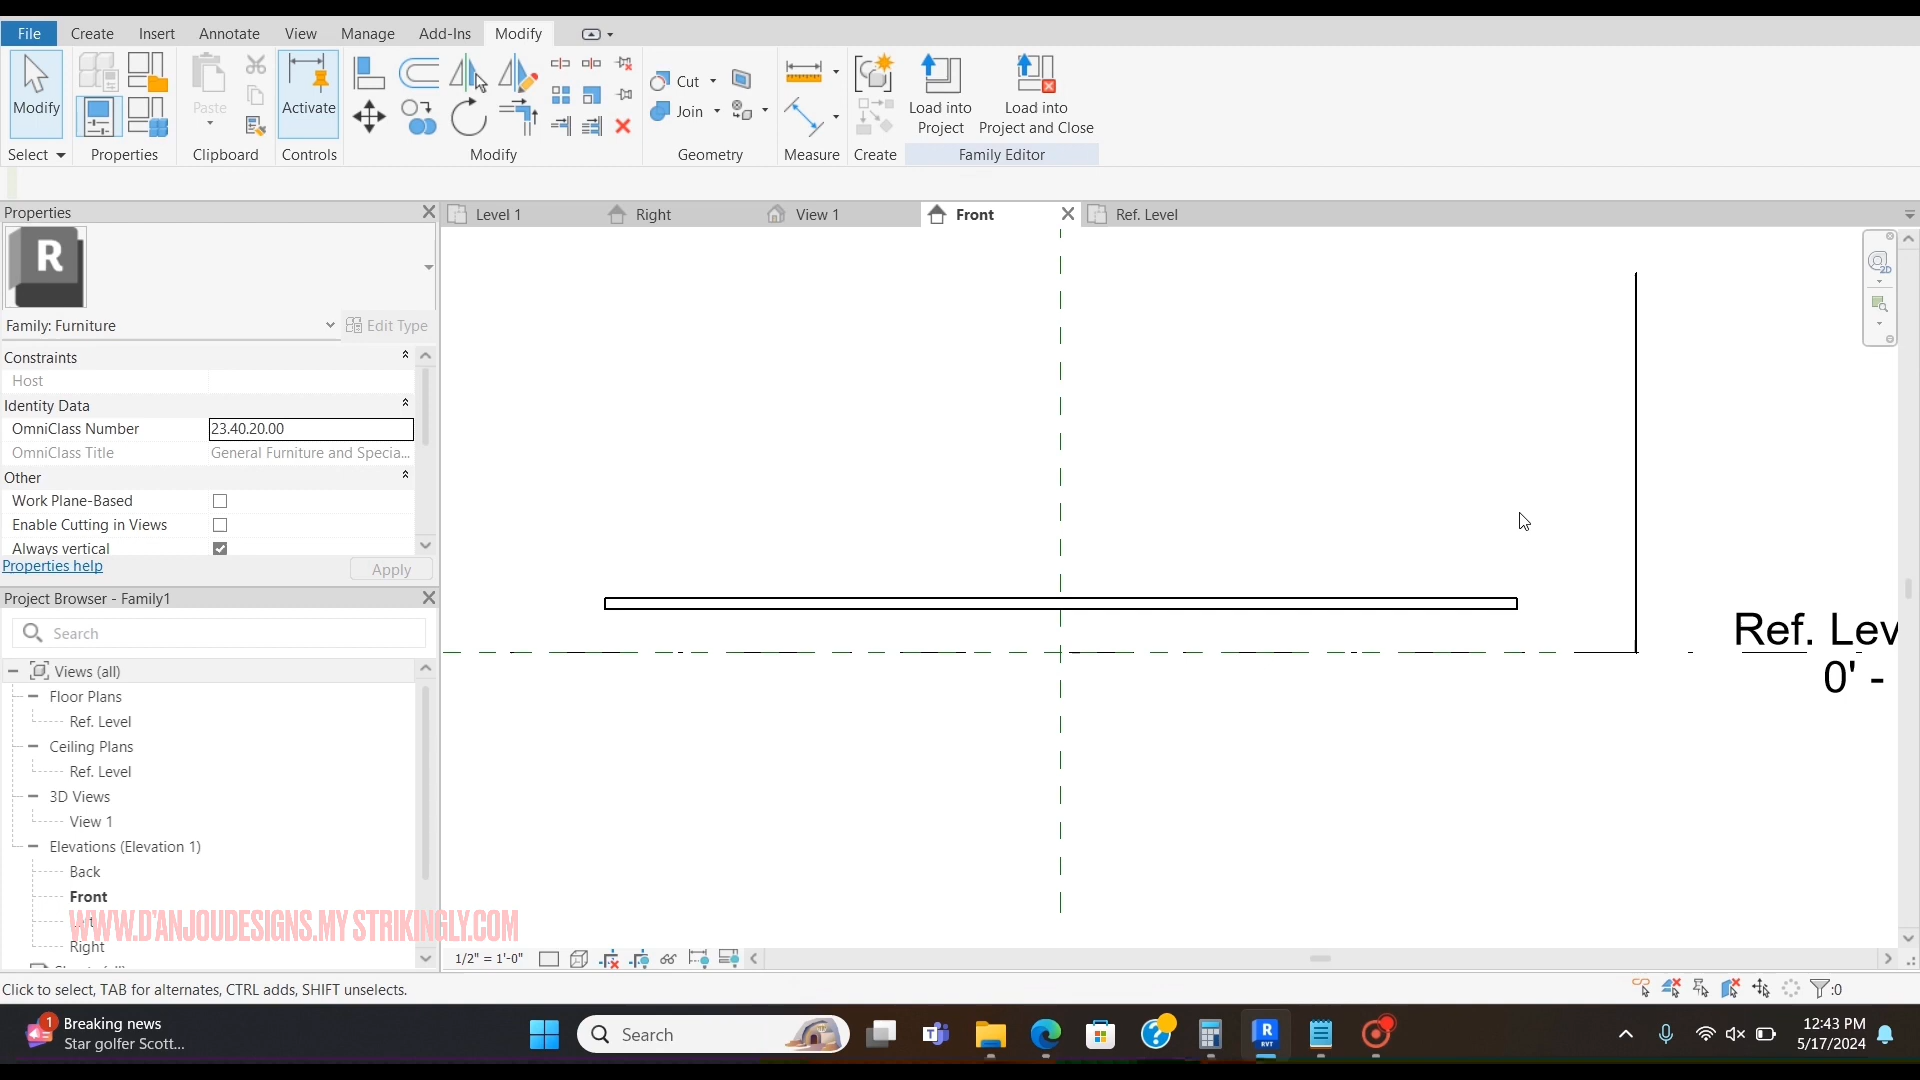 File Create Insert Annotate View Manage Add-Ins Modify
Modify
Paste
Activate
Cut
Join
Load into
Project
Load into
Project and Close
Select Properties Clipboard Controls Modify Geometry Measure Create Family Editor
Properties
Level 1 Right View 1 Front Ref. Level
R
2D
Family: Furniture Edit Type
Constraints
Host
Identity Data
OmniClass Number 23.40.20.00
OmniClass Title General Furniture and Specia...
Other
Work Plane-Based
Enable Cutting in Views
Always vertical
Properties help Apply
Project Browser - Family1
Search
Ref. Lev
0' -
Views (all)
Floor Plans
Ref. Level
Ceiling Plans
Ref. Level
3D Views
View 1
Elevations (Elevation 1)
Back
Front
WWW.D'ANJOUDESIGNS.MY STRIKINGLY.COM
Right
1/2" = 1'-0"
Click to select, TAB for alternates, CTRL adds, SHIFT unselects.
:0
1
Breaking news
Star golfer Scott...
Search
R
RVT
12:43 PM
5/17/2024